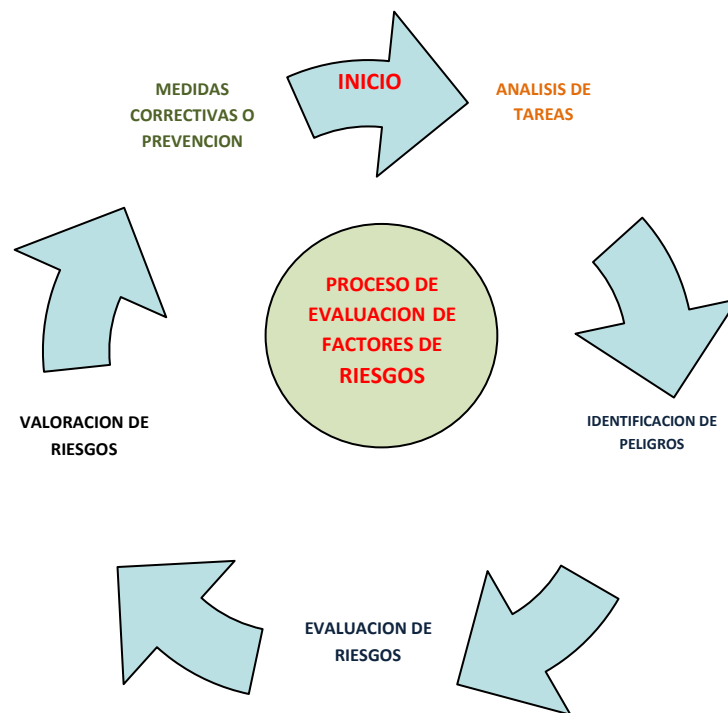 INICIO
ANALISIS DE
TAREAS
IDENTIFICACION DE
PELIGROS
EVALUACION DE
RIESGOS
VALORACION DE
RIESGOS
MEDIDAS
CORRECTIVAS O
PREVENCION
PROCESO DE
EVALUACION DE
FACTORES DE
RIESGOS